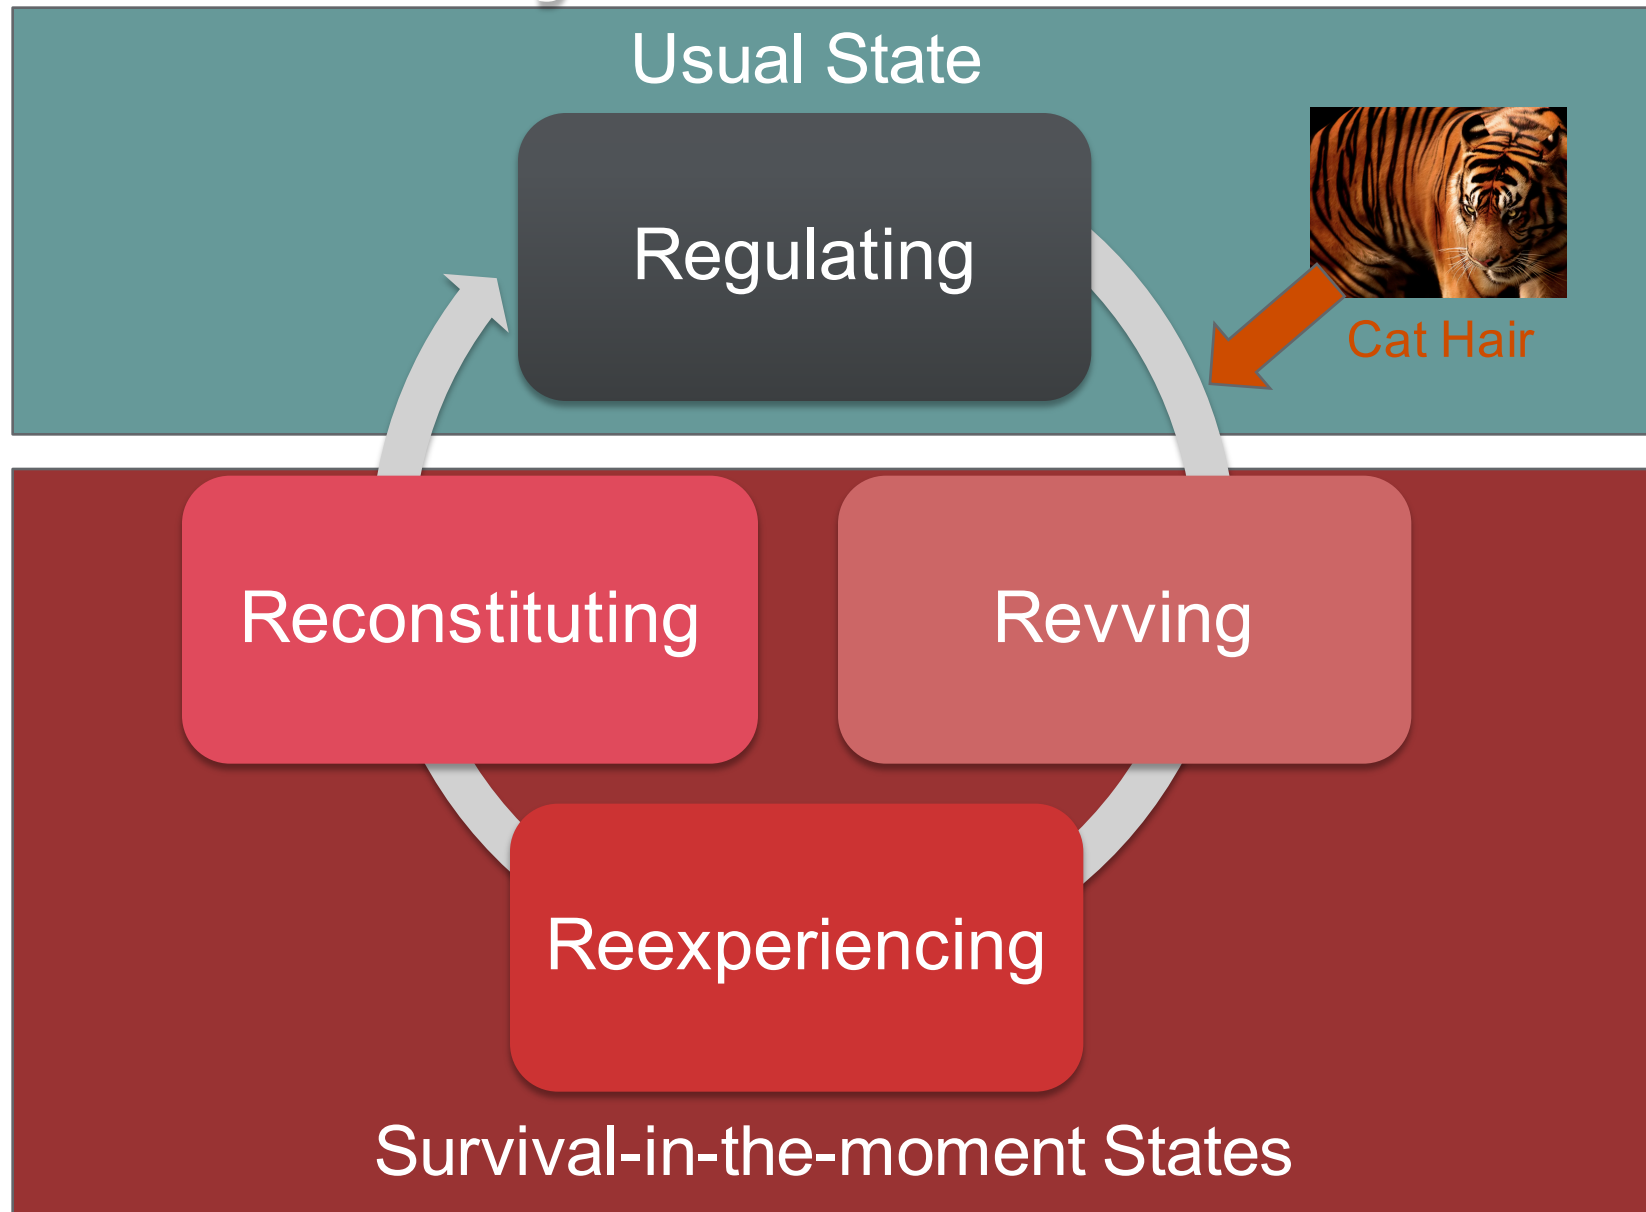 Usual State
Regulating
Cat Hair
Reconstituting
Revving
Reexperiencing
Survival-in-the-moment States